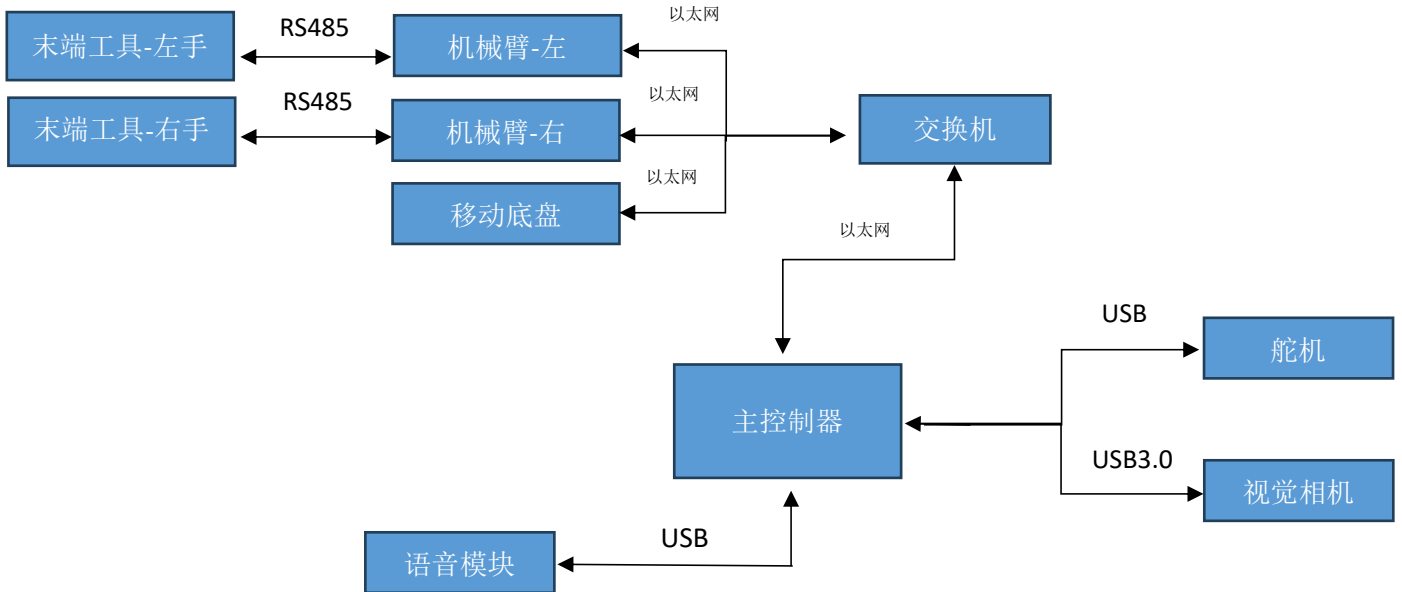 以太网
末端工具-左手
RS485
机械臂-左
以太网
末端工具-右手
RS485
机械臂-右
交换机
以太网
移动底盘
以太网
USB
舵机
主控制器
USB3.0
视觉相机
USB
语音模块